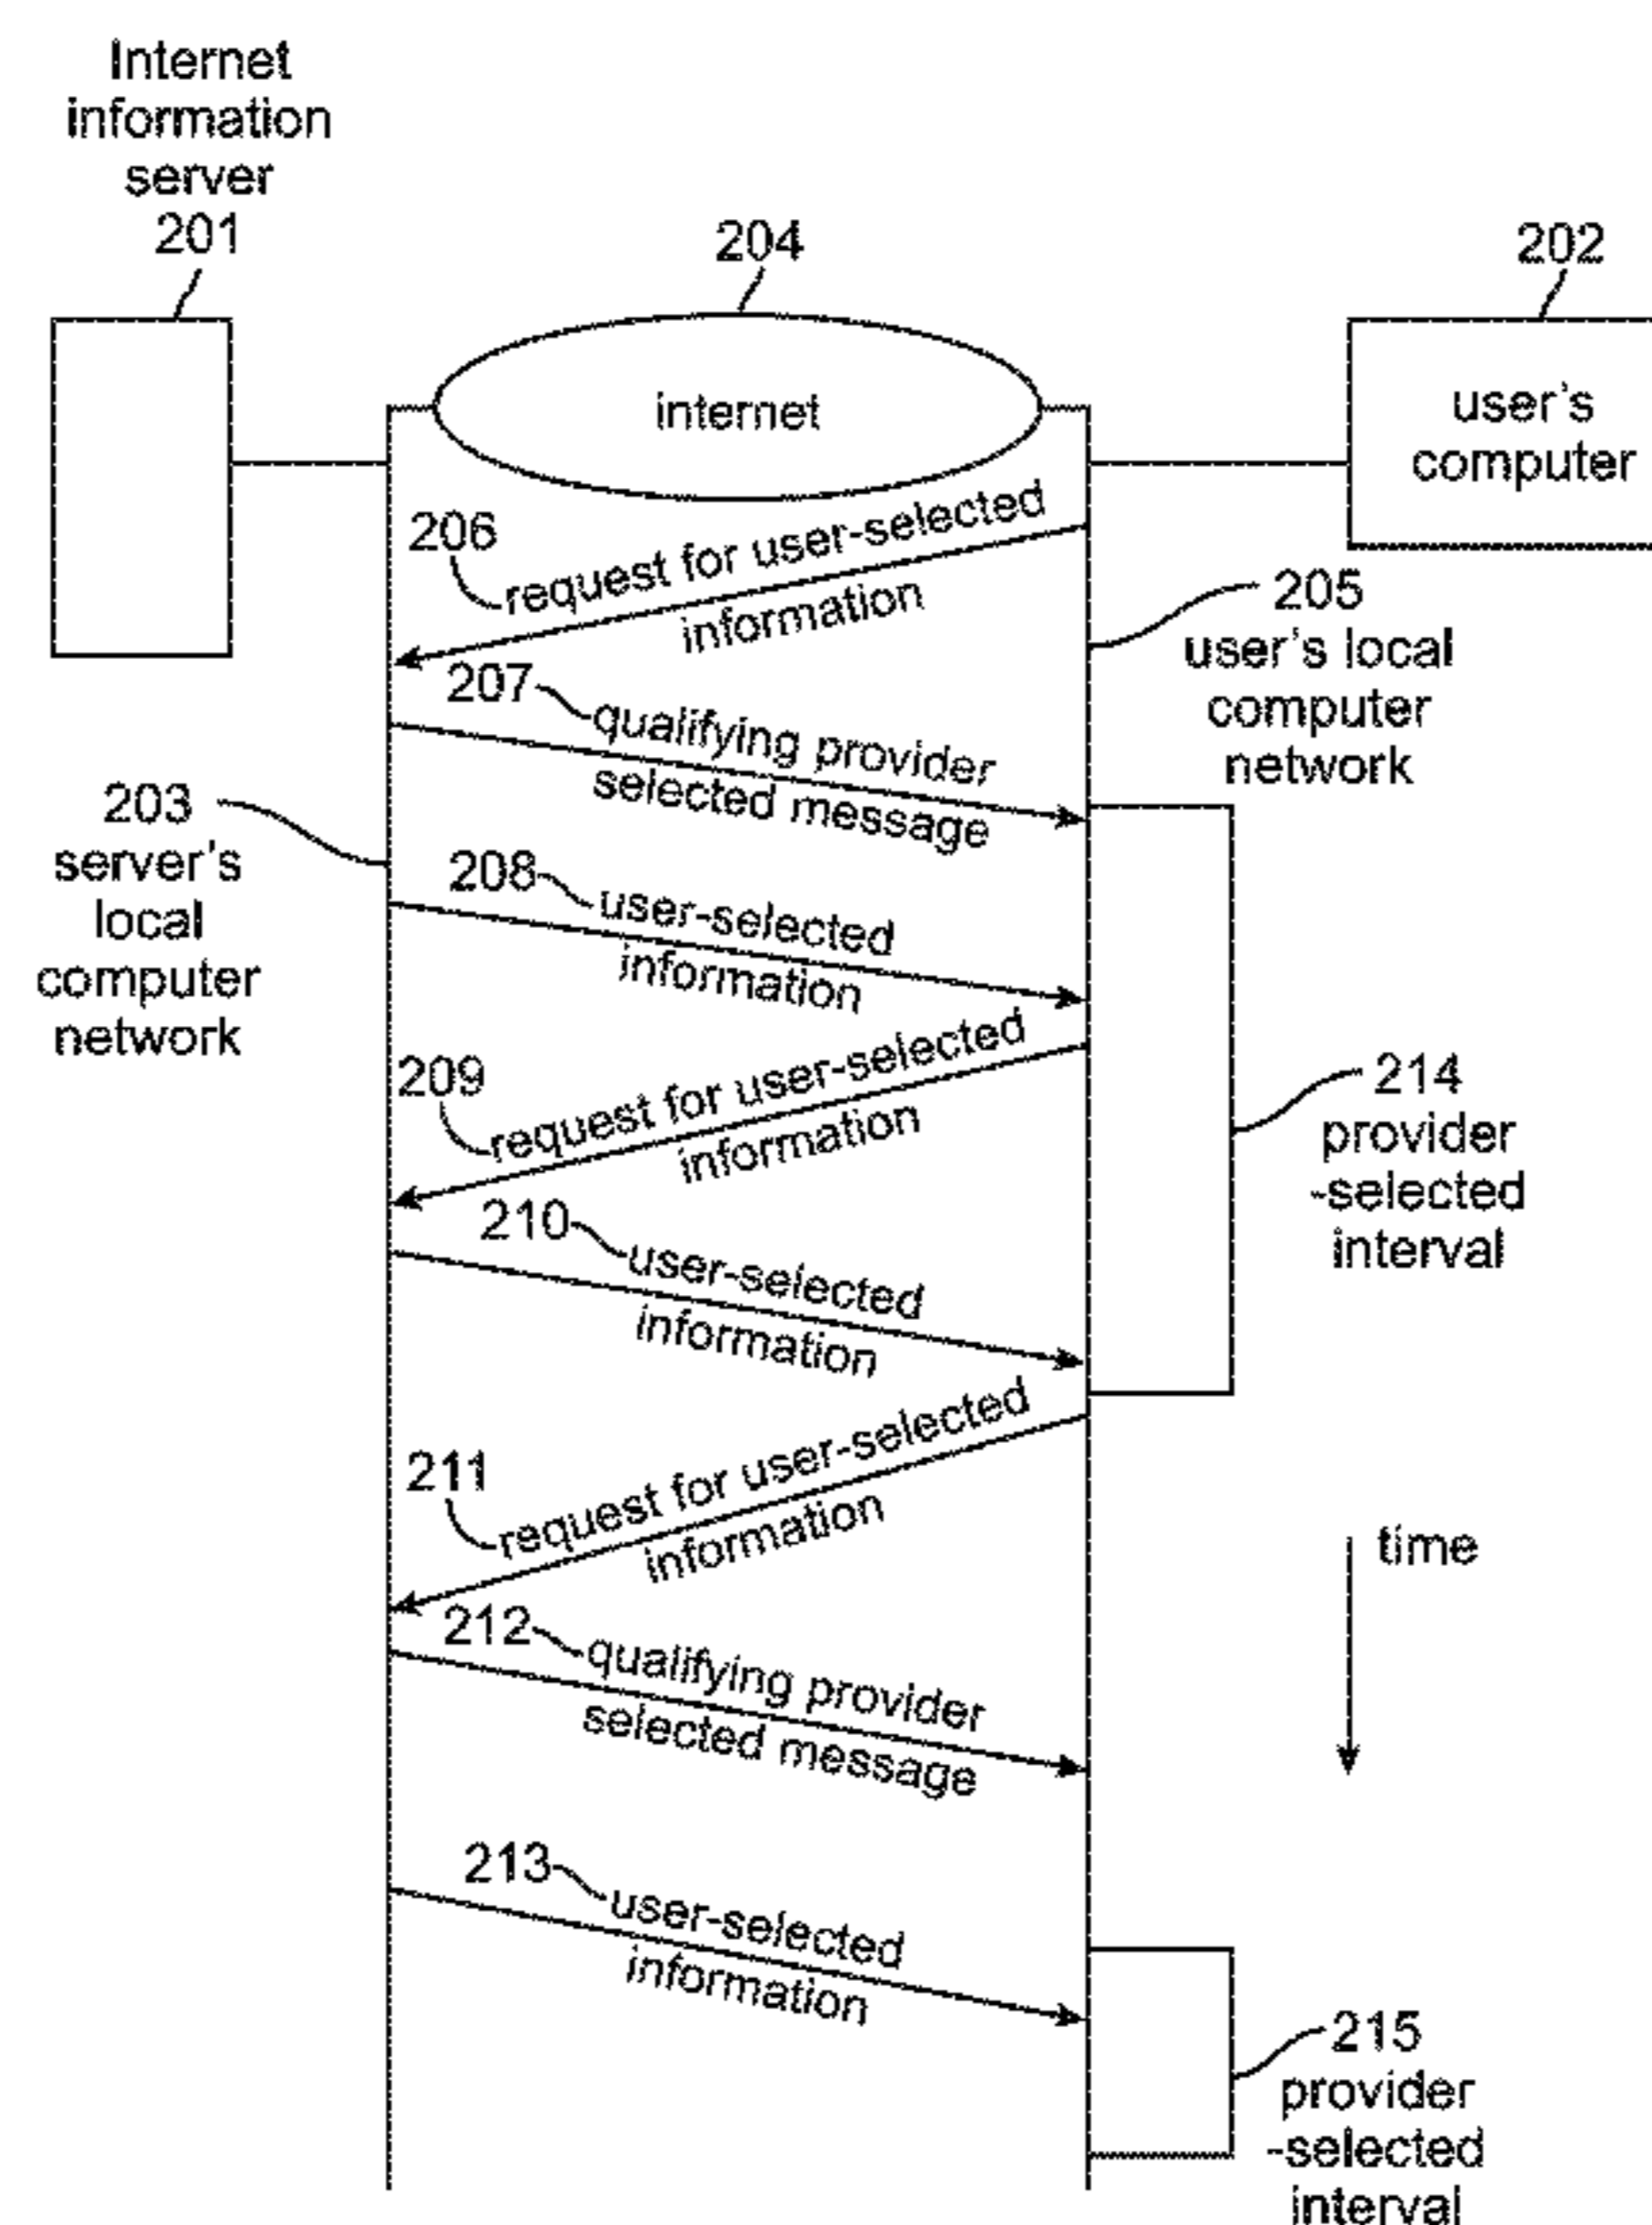 Internet
information
server
201
204
202
internet
user's
computer
206
request for user-selected
information
205
user's local
computer
network
207
qualifying provider
selected message
203
server's
local
computer
network
208
user-selected
information
209
request for user-selected
information
214
provider
-selected
interval
210
user-selected
information
211
request for user-selected
information
time
212
qualifying provider
selected message
213
user-selected
information
215
provider
-selected
interval